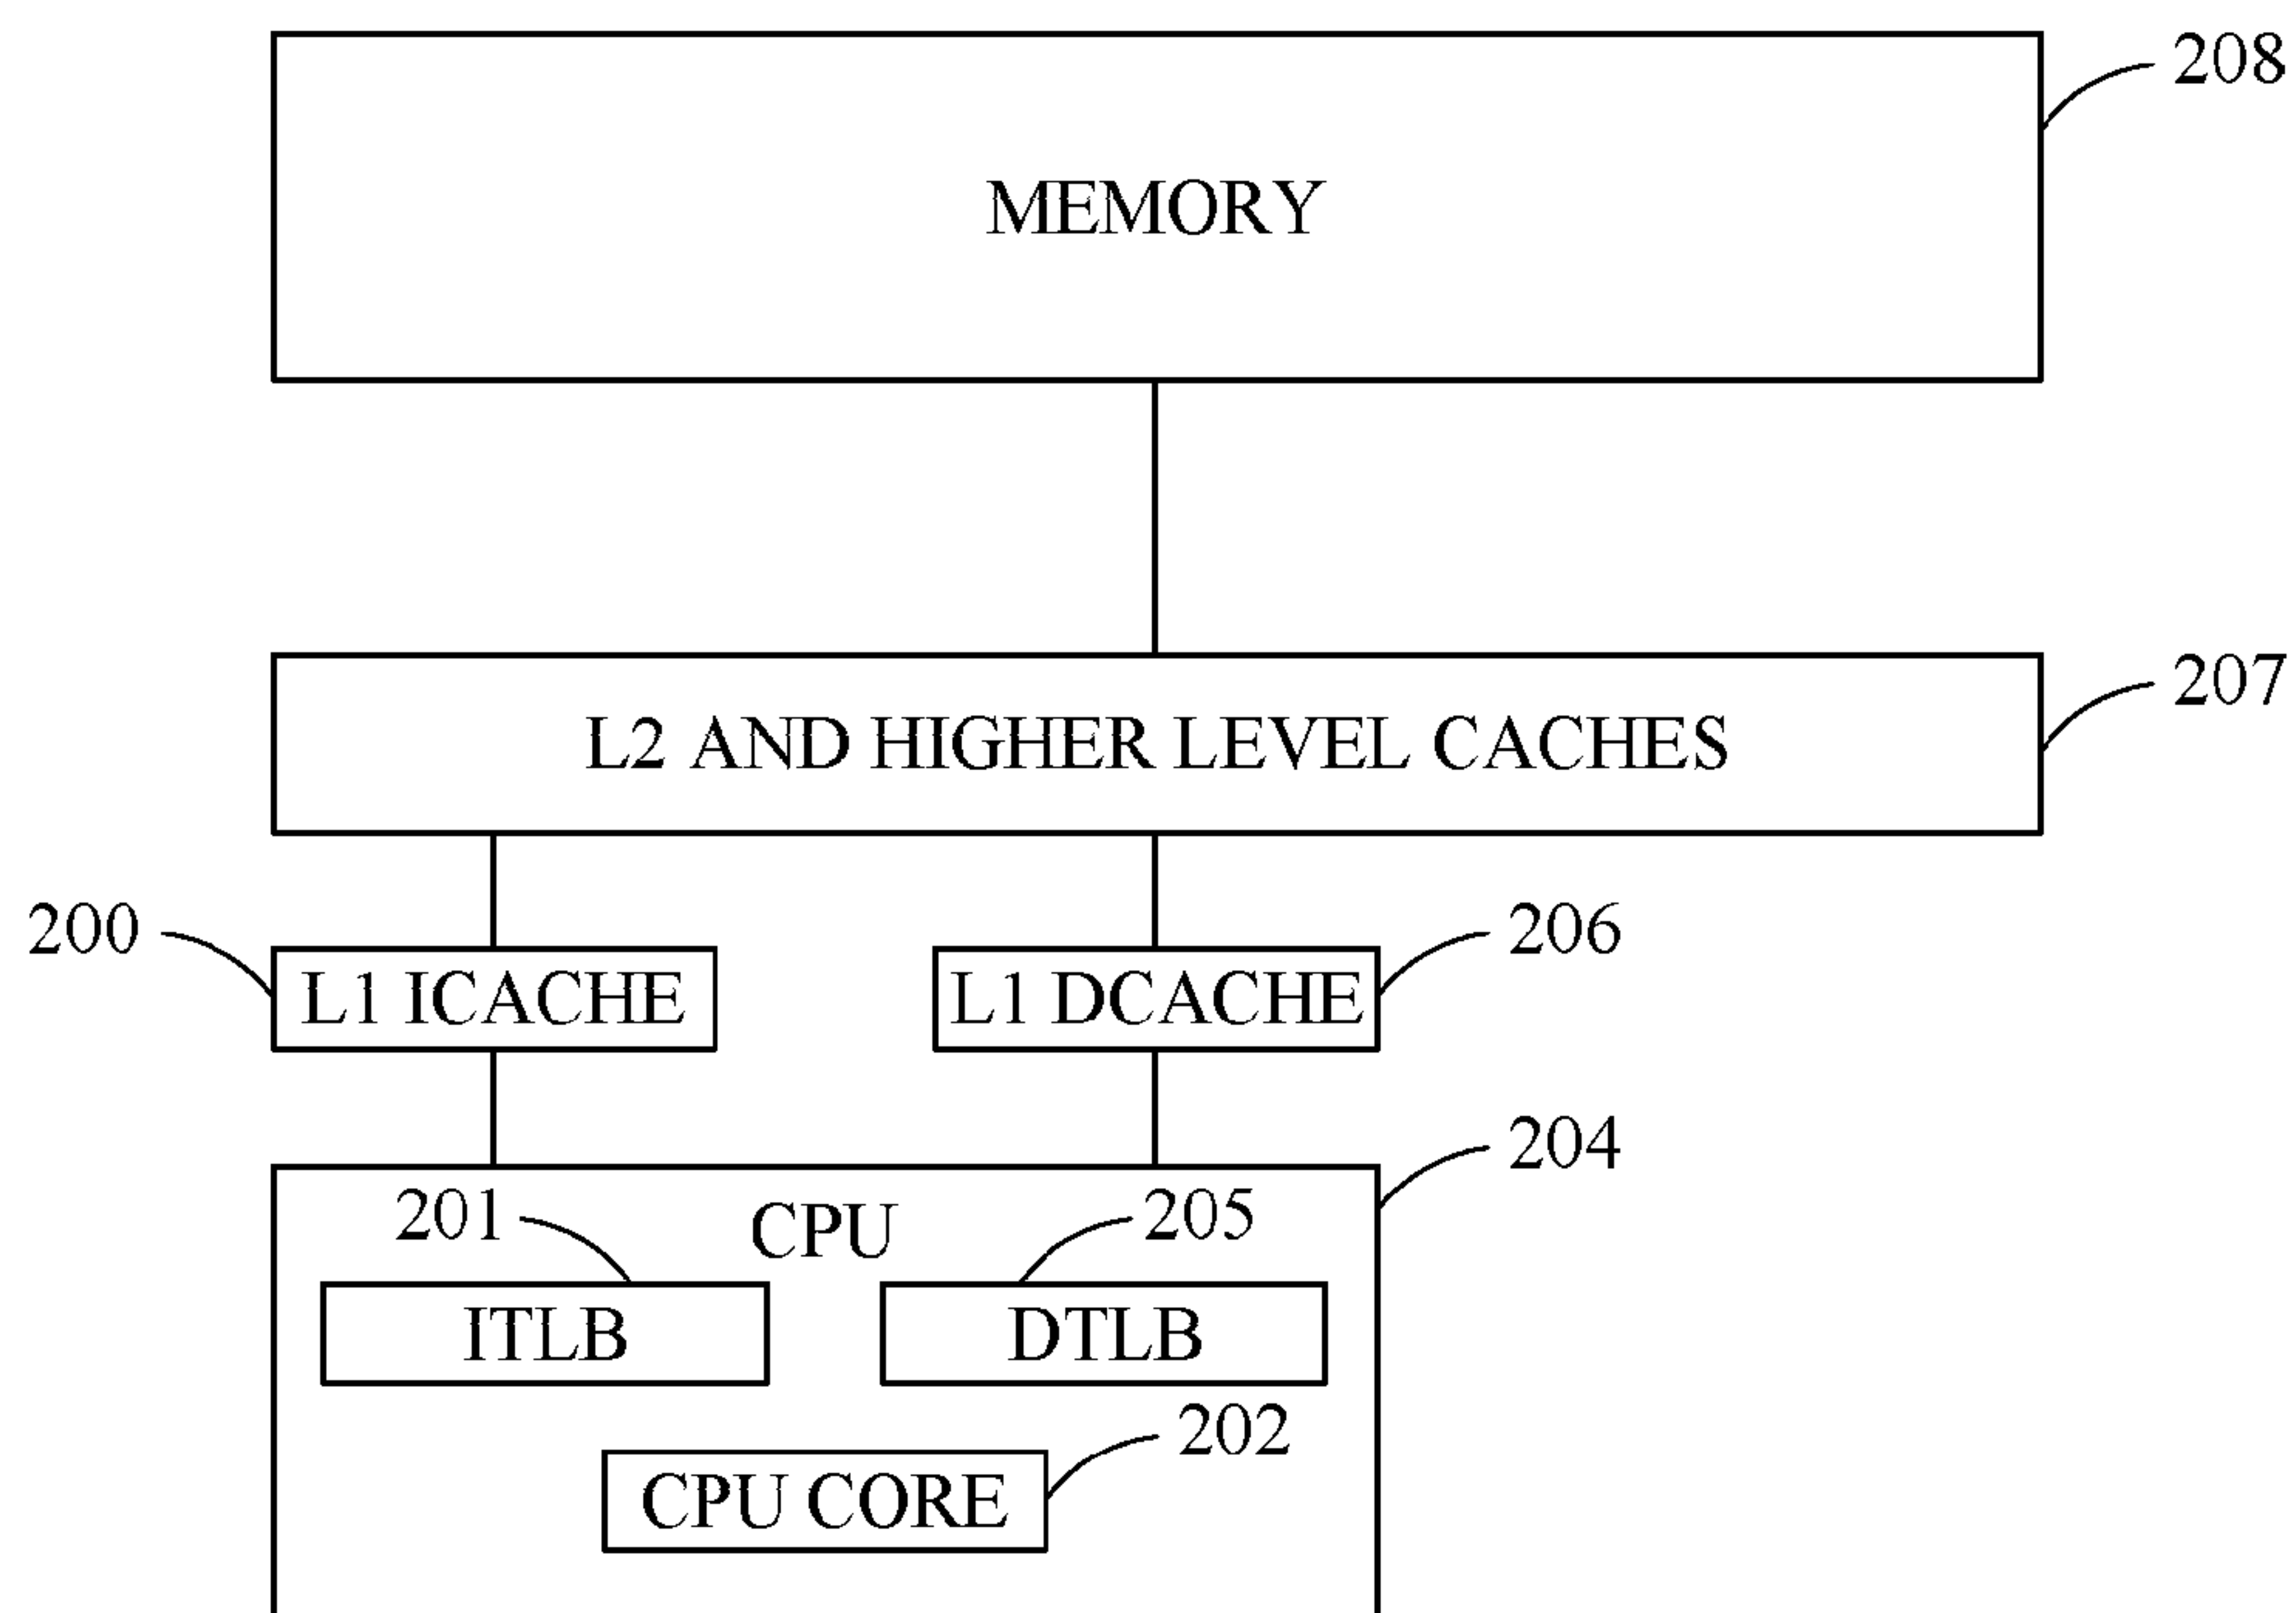 208
MEMORY
207
L2 AND HIGHER LEVEL CACHES
200
206
L1 ICACHE
L1 DCACHE
204
201
CPU
205
ITLB
DTLB
202
CPU CORE